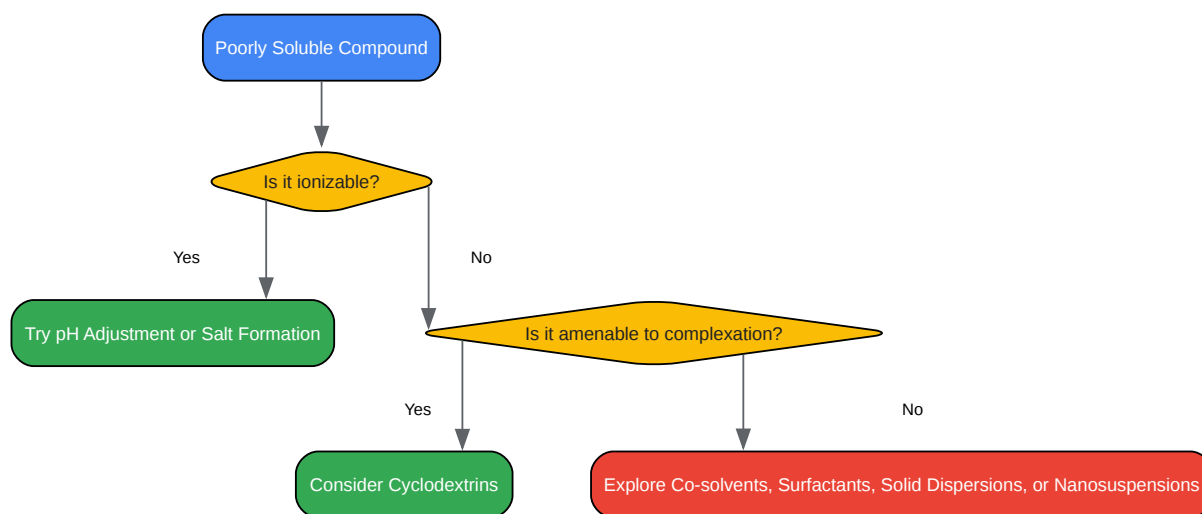 Poorly Soluble Compound
Is it ionizable?
Yes
No
Try pH Adjustment or Salt Formation
Is it amenable to complexation?
Yes
No
Consider Cyclodextrins
Explore Co-solvents, Surfactants, Solid Dispersions, or Nanosuspensions